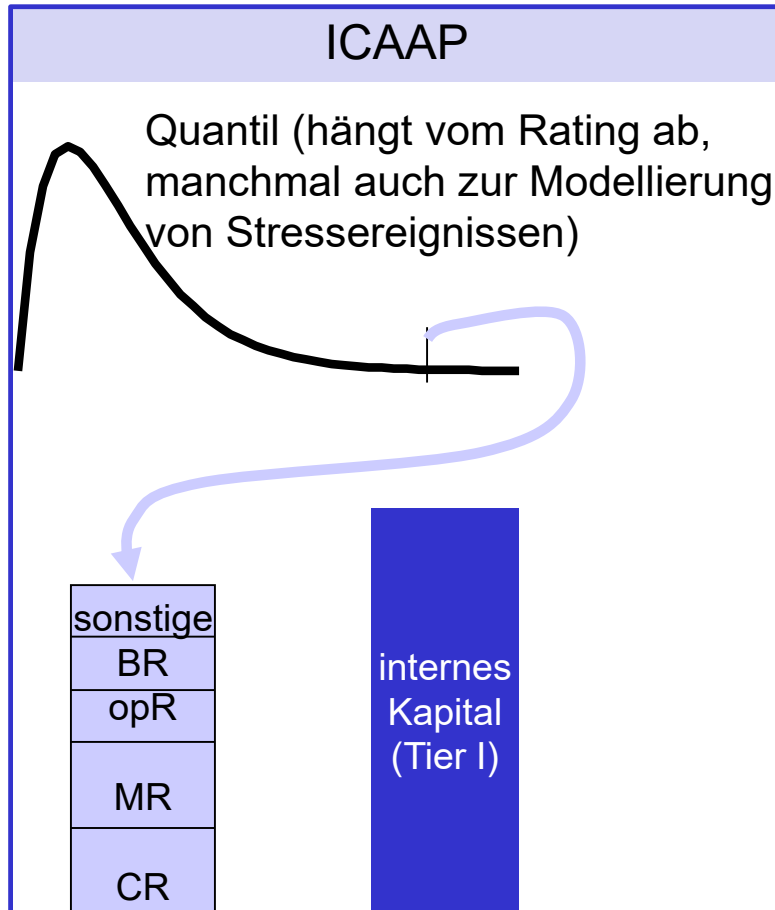 ICAAP
Quantil (hängt vom Rating ab,
manchmal auch zur Modellierung
von Stressereignissen)
sonstige
BR
opR
MR
CR
internes
Kapital
(Tier I)